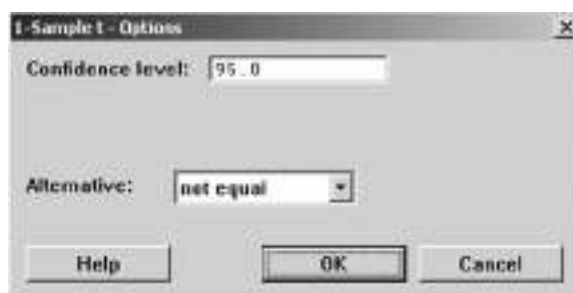 1-Sample t - Options
Confidence level: 95.0
Alternative: not equal
Help OK Cancel